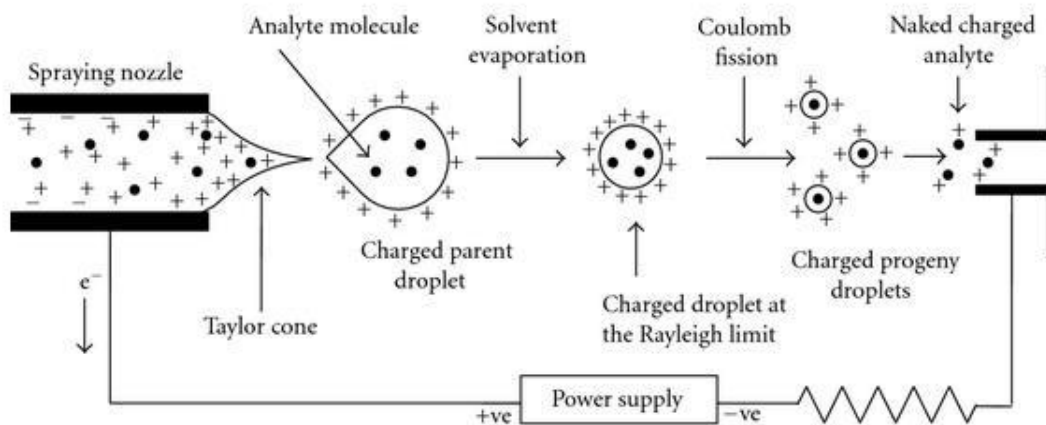 Analyte molecule
Solvent
evaporation
Coulomb
fission
Naked charged
analyte
Spraying nozzle
Charged parent
droplet
Charged progeny
droplets
e−
Taylor cone
Charged droplet at
the Rayleigh limit
+ve
Power supply
−ve